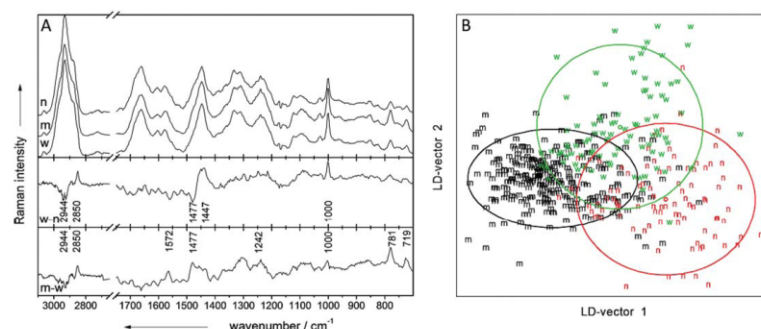 A
Raman intensity
n
m
w
w-n
2944
2850
1477
1447
1000
2944
2850
1572
1477
1242
1000
781
719
m-w
3000 2800 1600 1500 1400 1300 1200 1100 1000 900 800
wavenumber / cm⁻¹
B
LD-vector 2
LD-vector 1